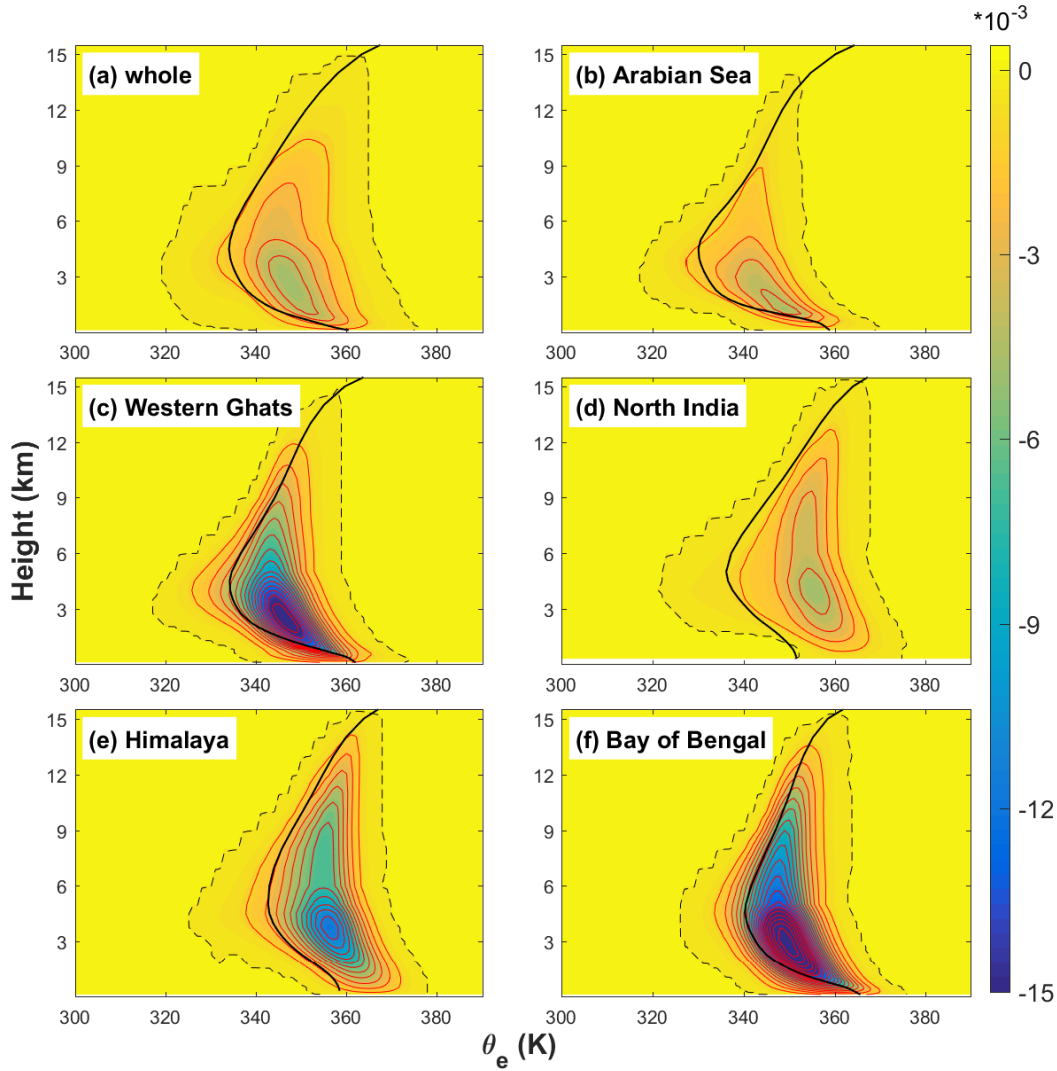 *10^-3
(a) whole
15
12
9
6
3
300 320 340 360 380
(b) Arabian Sea
15
12
9
6
3
300 320 340 360 380
(c) Western Ghats
15
12
9
6
3
300 320 340 360 380
(d) North India
15
12
9
6
3
300 320 340 360 380
(e) Himalaya
15
12
9
6
3
300 320 340 360 380
(f) Bay of Bengal
15
12
9
6
3
300 320 340 360 380
Height (km)
θe (K)
0
-3
-6
-9
-12
-15